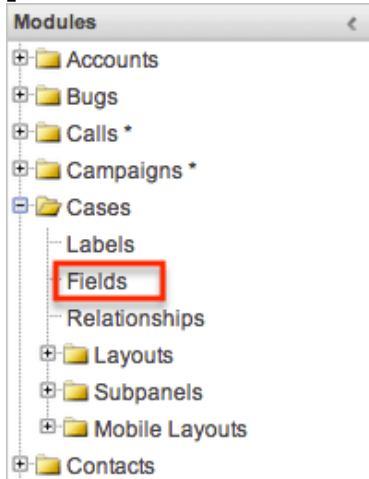 Modules <
Accounts
Bugs
Calls *
Campaigns *
Cases
Labels
Fields
Relationships
Layouts
Subpanels
Mobile Layouts
Contacts